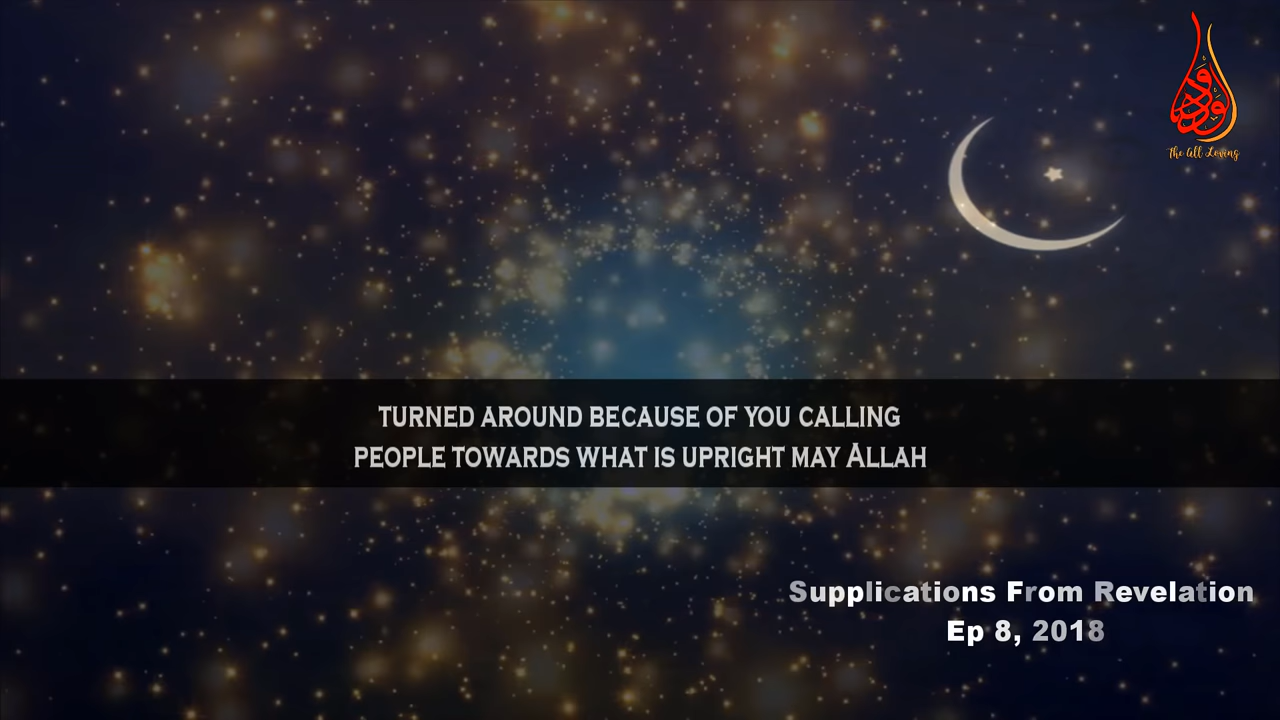 الودود
The All Loving
TURNED AROUND BECAUSE OF YOU CALLING
PEOPLE TOWARDS WHAT IS UPRIGHT MAY ALLAH
Supplications From Revelation
Ep 8, 2018